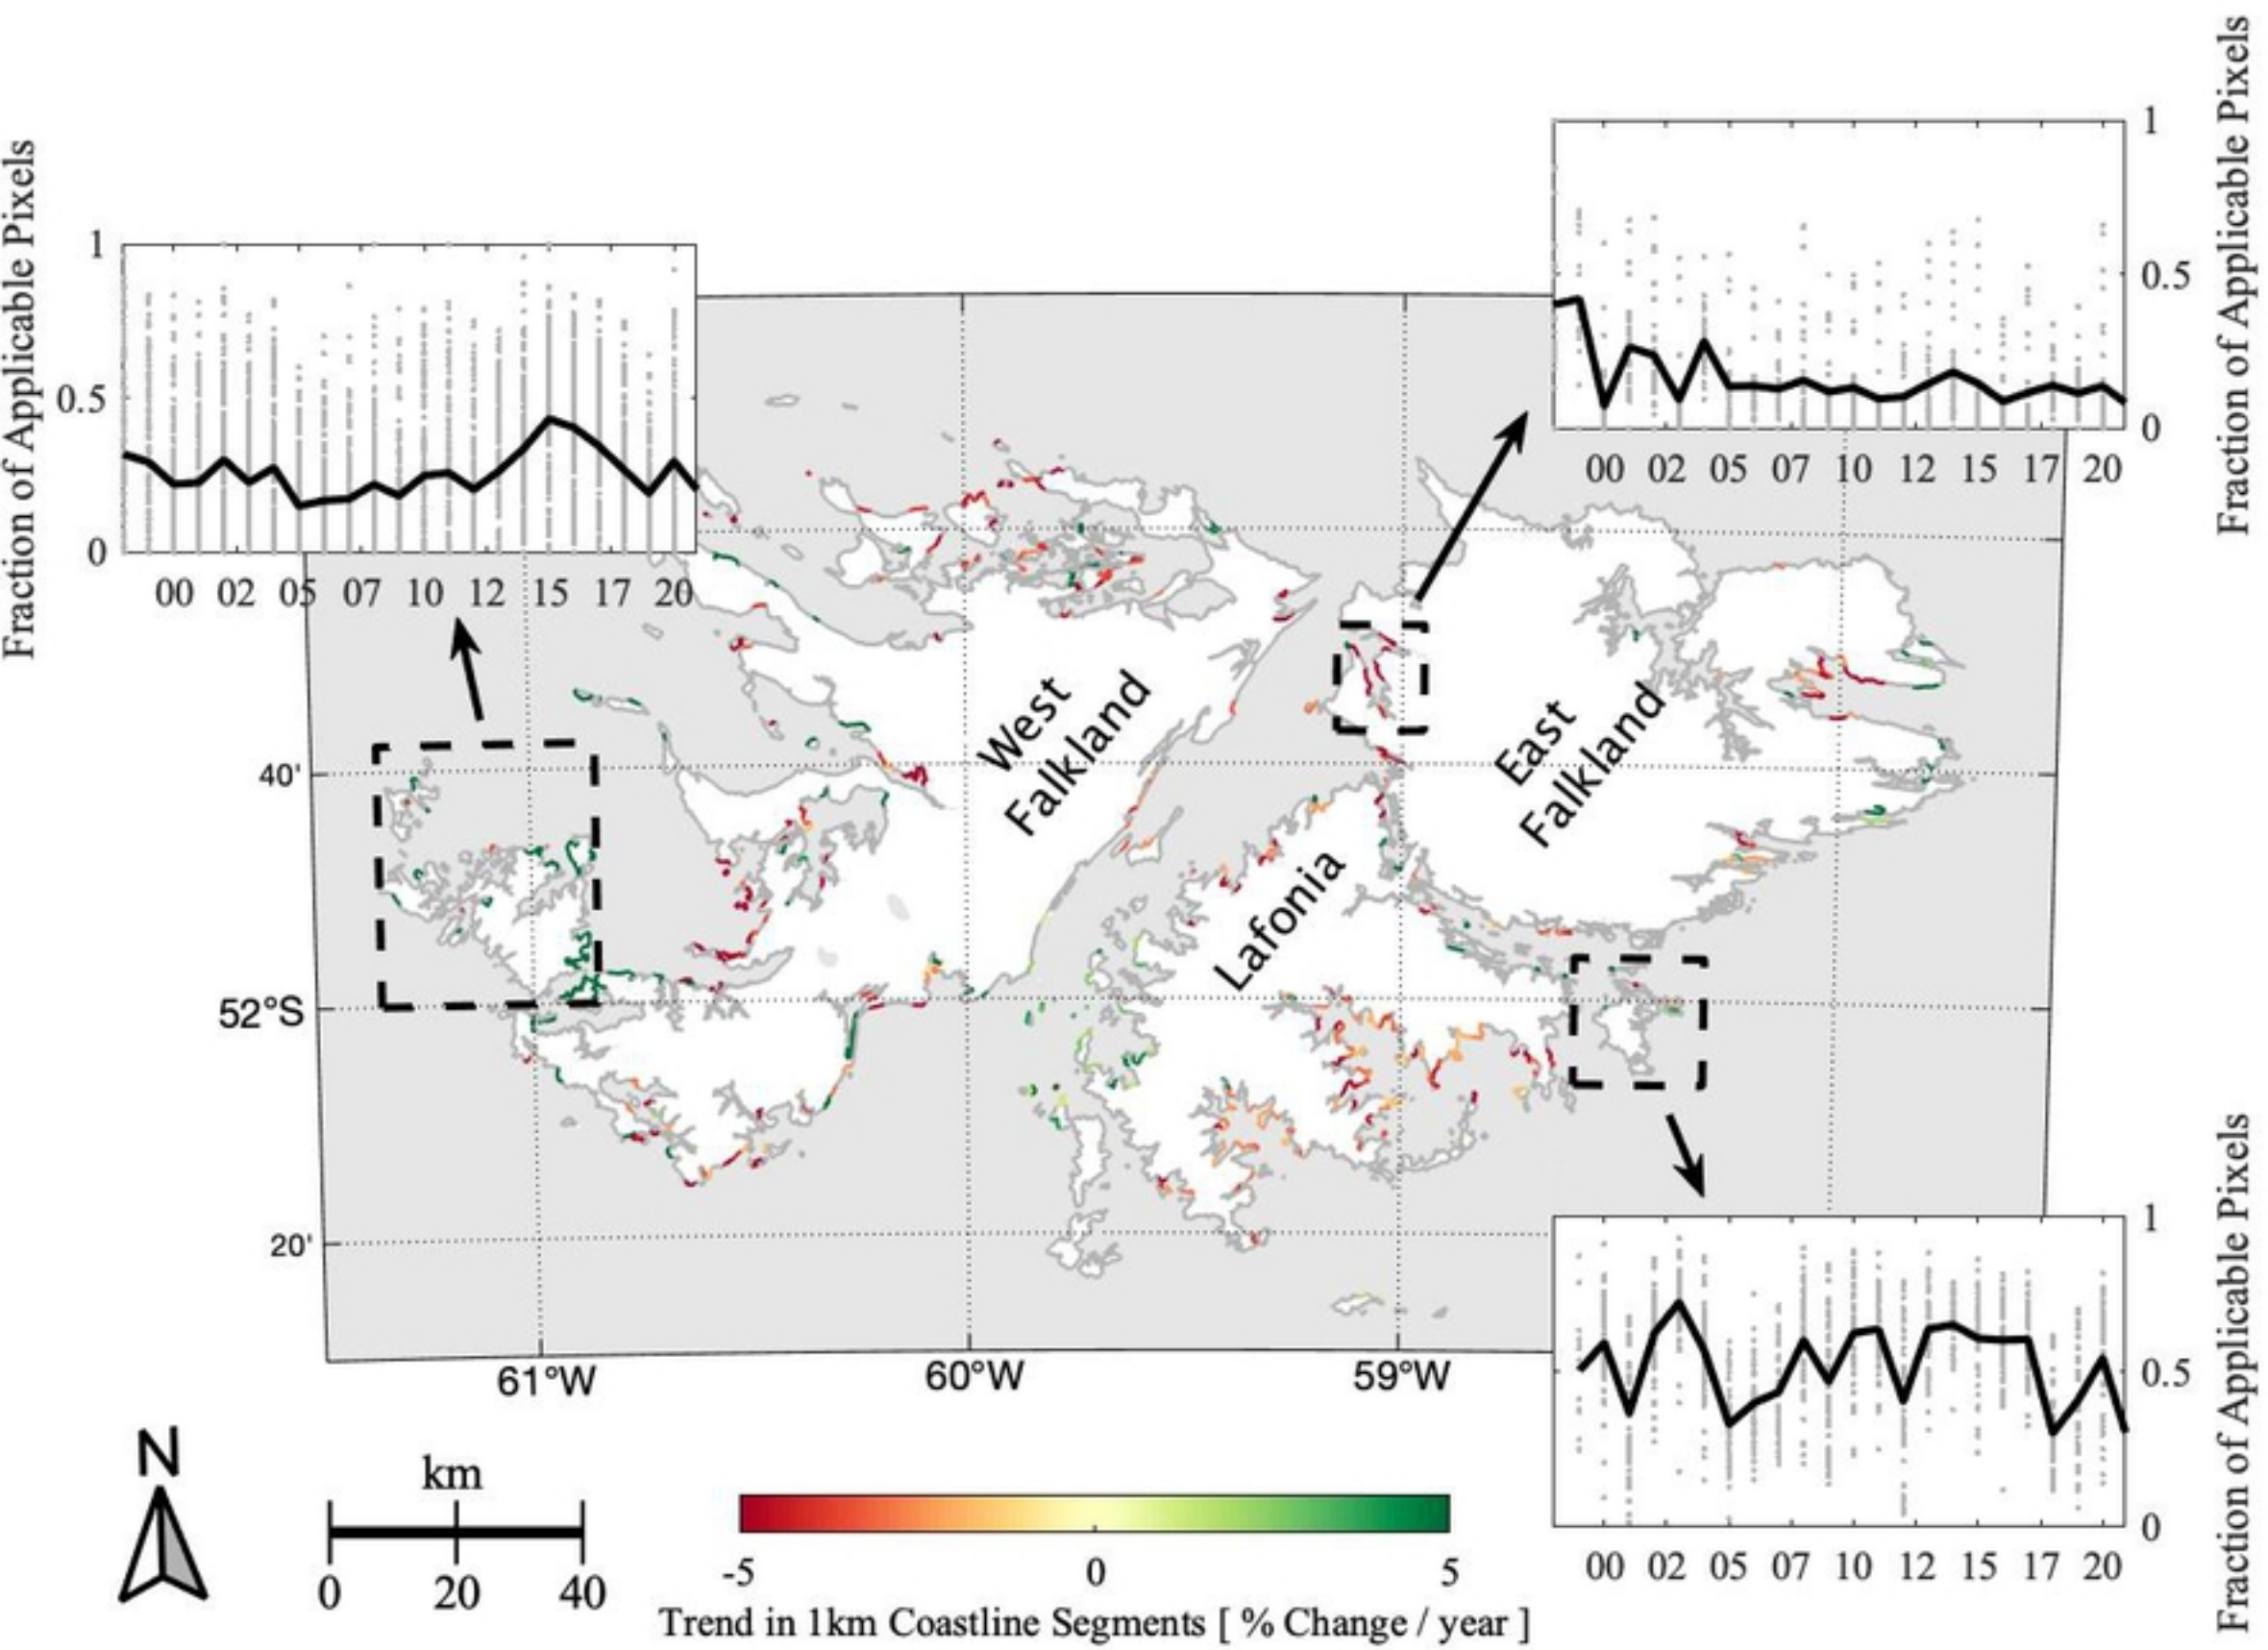 Fraction of Applicable Pixels
1
0.5
0
00 02 05 07 10 12 15 17 20
Fraction of Applicable Pixels
1
0.5
0
00 02 05 07 10 12 15 17 20
West
Falkland
East
Falkland
Lafonia
40'
52°S
20'
61°W
60°W
59°W
Fraction of Applicable Pixels
1
0.5
0
00 02 05 07 10 12 15 17 20
N
km
0 20 40
-5 0 5
Trend in 1km Coastline Segments [ % Change / year ]